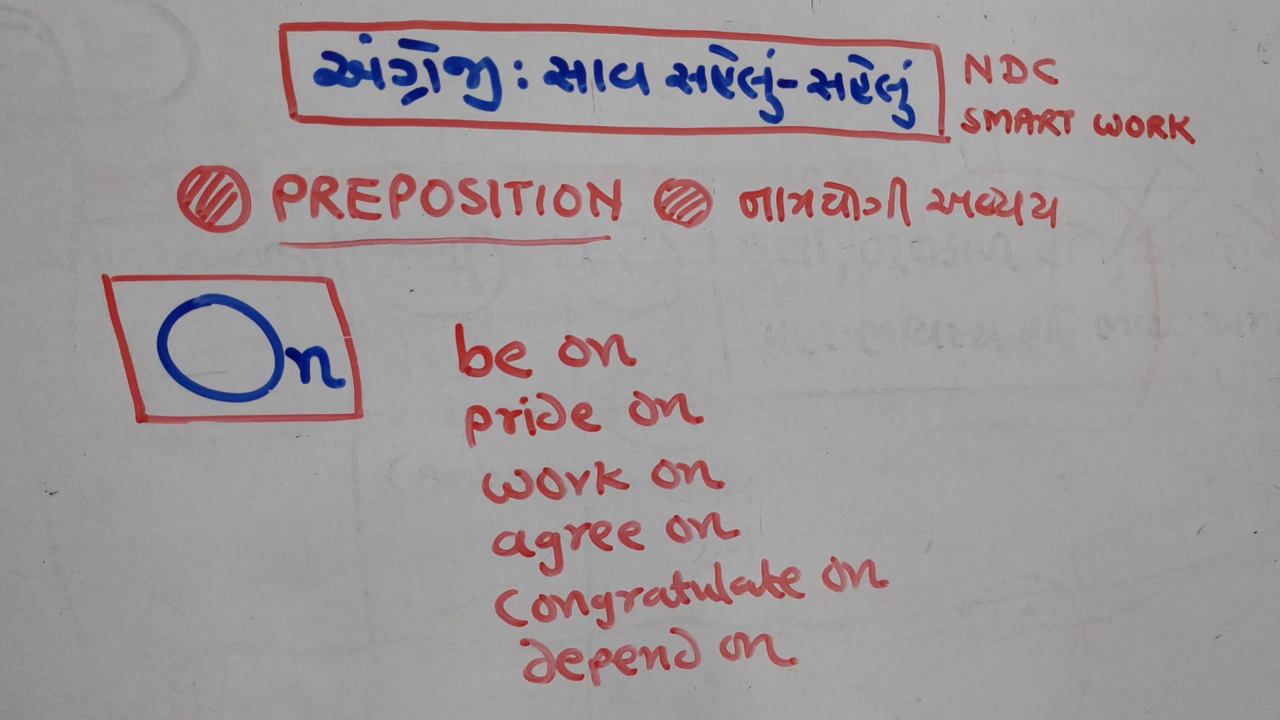 અંગ્રેજી : સાવ સહેલું-સહેલું
NDC
SMART WORK
PREPOSITION નામયોગી અવ્યય
On
be on
pride on
work on
agree on
congratulate on
depend on